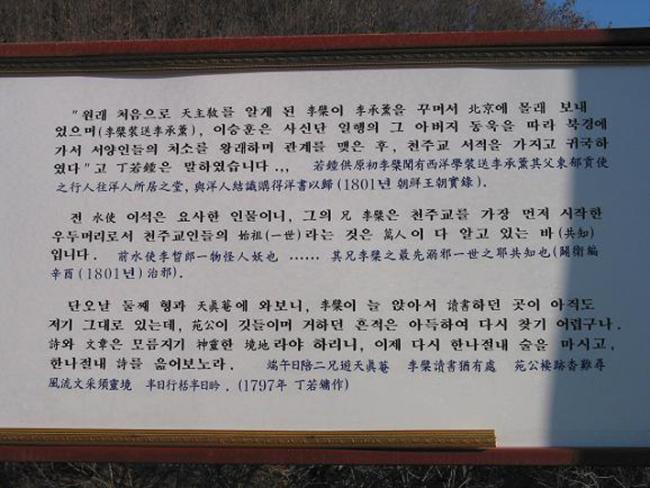 "원래 처음으로 天主敎를 알게 된 李檗이 李承薰을 꾸며서 北京에 몰래 보내
었으며(李檗裝送李承薰), 이승훈은 사신단 일행의 그 아버지 동욱을 따라 북경에
가서 서양인들의 처소를 왕래하며 관계를 맺은 후, 천주교 서적을 가지고 귀국하
였다"고 丁若鍾은 말하였습니다.,, 若鍾供原初李檗聞有西洋學裝送李承薰其父東郁貢使
之行入往洋人所居之堂, 與洋人結識購得洋書以歸(1801년 朝鮮王朝實錄).
전 水使 이석은 요사한 인물이니, 그의 兄 李檗은 천주교를 가장 먼저 시작한
우두머리로서 천주교인들의 始祖(一世)라는 것은 萬人이 다 알고 있는 바(共知)
입니다. 前水使李晳郎一物怪人妖也 …… 其兄李檗之最先溺邪一世之耶共知也(闢衛編
辛酉(1801년)治邪).
단오날 둘째 형과 天眞菴에 와보니, 李檗이 늘 앉아서 讀書하던 곳이 아직도
저기 그대로 있는데, 苑公이 깃들이며 거하던 흔적은 아득하여 다시 찾기 어렵구나.
詩와 文章은 모름지기 神靈한 境地라야 하리니, 이제 다시 한나절내 술을 마시고,
한나절내 詩를 읊어보노라. 端午日陪二兄遊天眞菴 李檗讀書猶有處 苑公棲跡杳難尋
風流文采須靈境 半日行栝半日昤. (1797年 丁若鏞作)